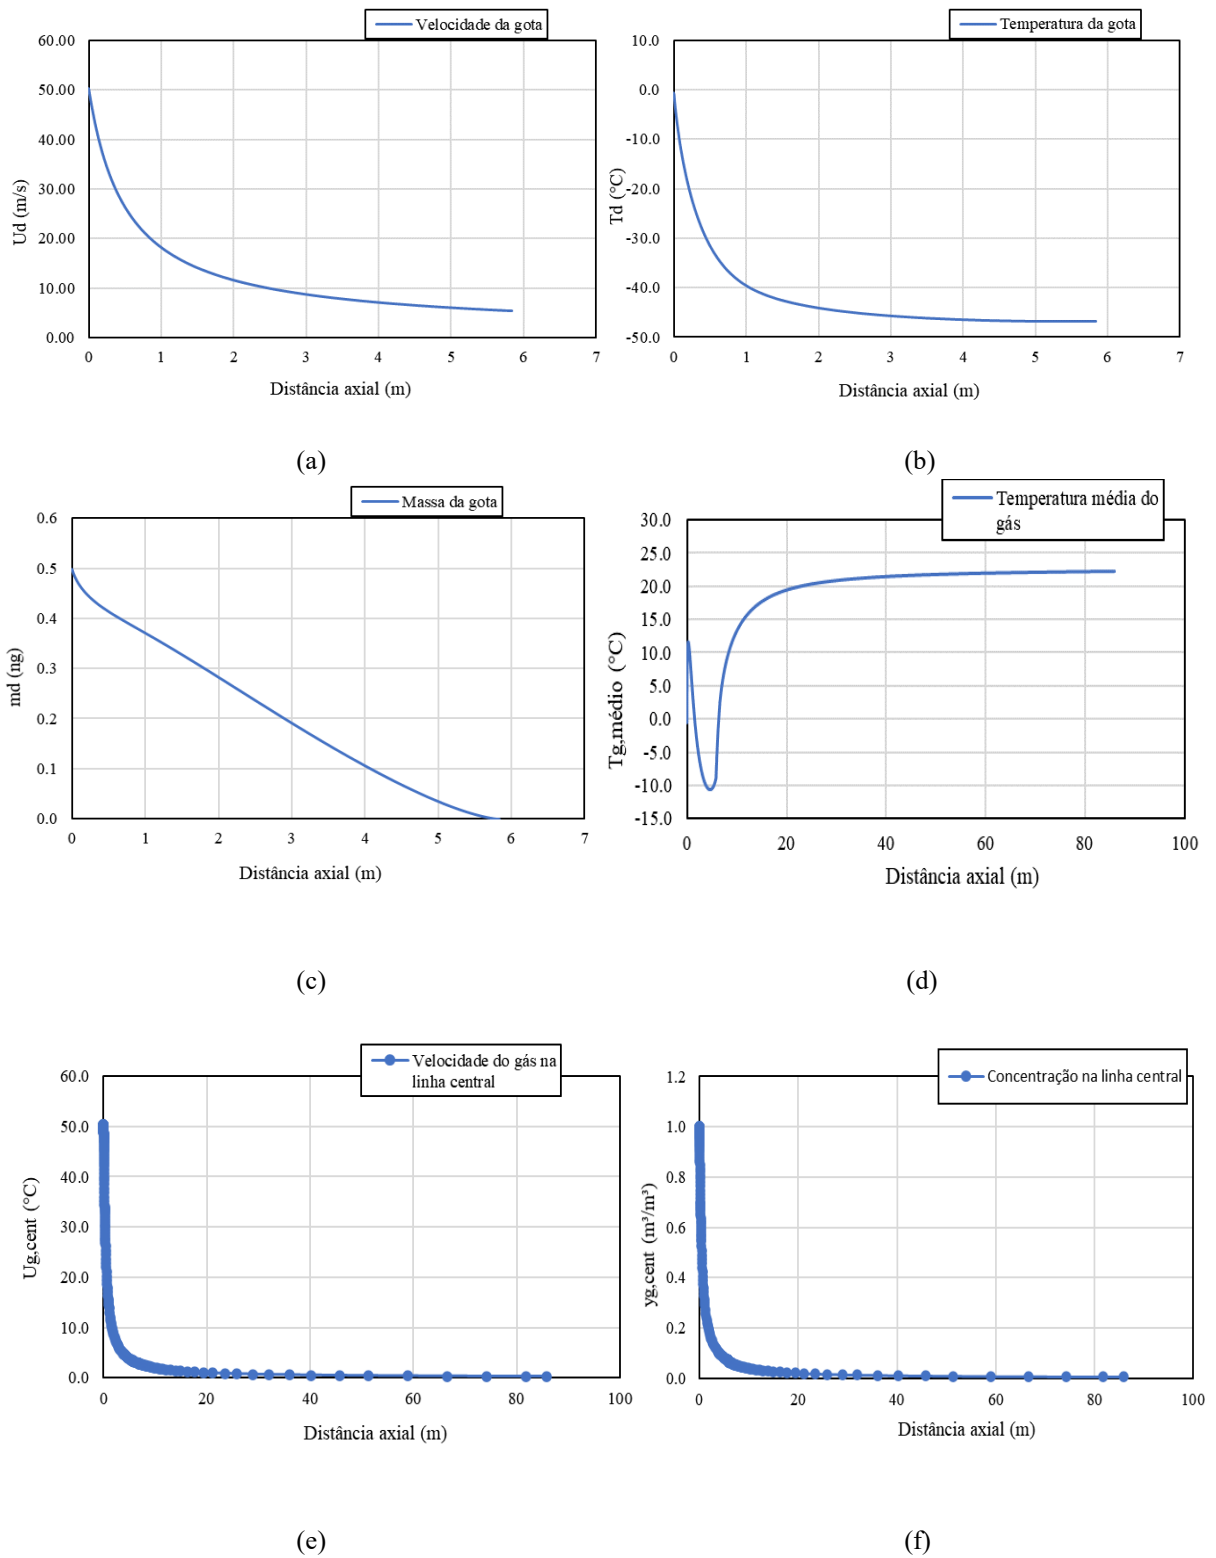 Velocidade da gota
60.00
50.00
40.00
30.00
20.00
10.00
0.00
Ud (m/s)
0 1 2 3 4 5 6 7
Distância axial (m)
(a)
Temperatura da gota
10.0
0.0
-10.0
-20.0
-30.0
-40.0
-50.0
Td (°C)
0 1 2 3 4 5 6 7
Distância axial (m)
(b)
Massa da gota
0.6
0.5
0.4
0.3
0.2
0.1
0.0
md (ng)
0 1 2 3 4 5 6 7
Distância axial (m)
(c)
Temperatura média do
gás
30.0
25.0
20.0
15.0
10.0
5.0
0.0
-5.0
-10.0
-15.0
Tg,médio (°C)
0 20 40 60 80 100
Distância axial (m)
(d)
Velocidade do gás na
linha central
60.0
50.0
40.0
30.0
20.0
10.0
0.0
Ug,cent (°C)
0 20 40 60 80 100
Distância axial (m)
(e)
Concentração na linha central
1.2
1.0
0.8
0.6
0.4
0.2
0.0
yg,cent (m³/m³)
0 20 40 60 80 100
Distância axial (m)
(f)